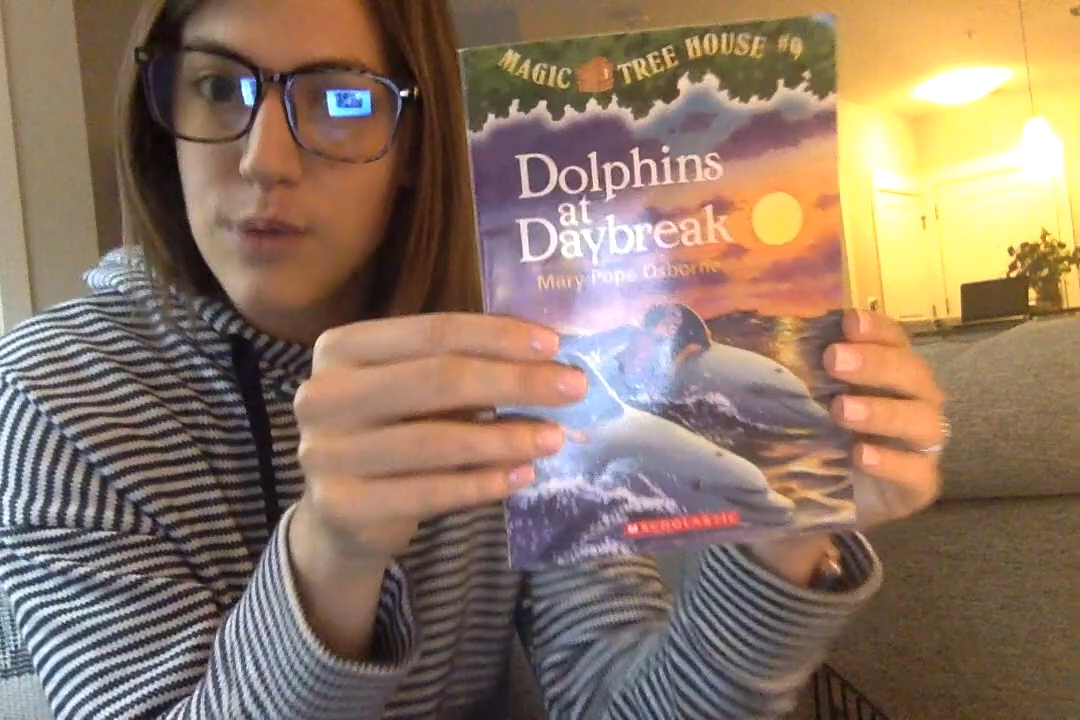 MAGIC TREE HOUSE #9
Dolphins
at
Daybreak
Mary Pope Osborne
SCHOLASTIC